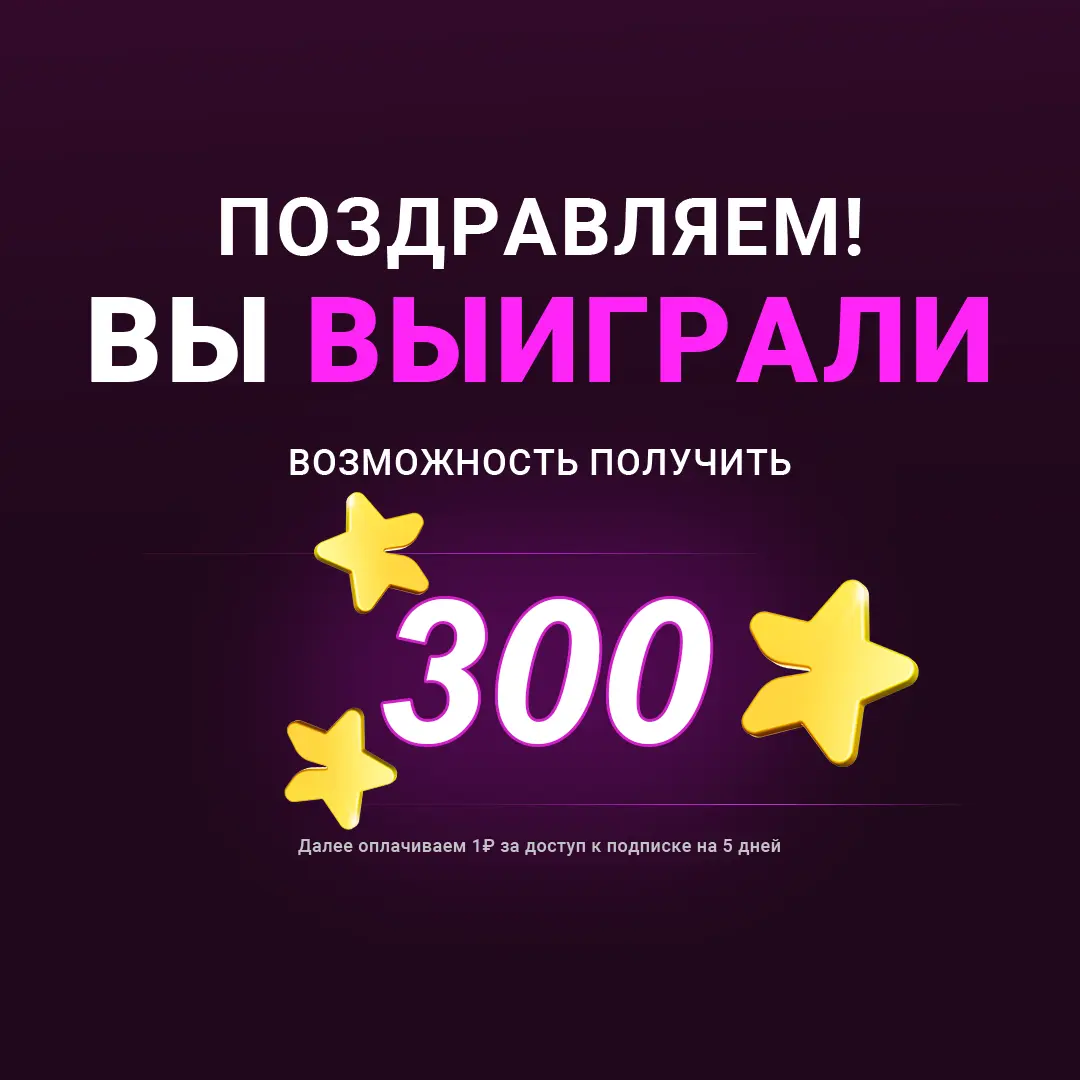 ПОЗДРАВЛЯЕМ!
ВЫ ВЫИГРАЛИ
ВОЗМОЖНОСТЬ ПОЛУЧИТЬ
300
Далее оплачиваем 1₽ за доступ к подписке на 5 дней